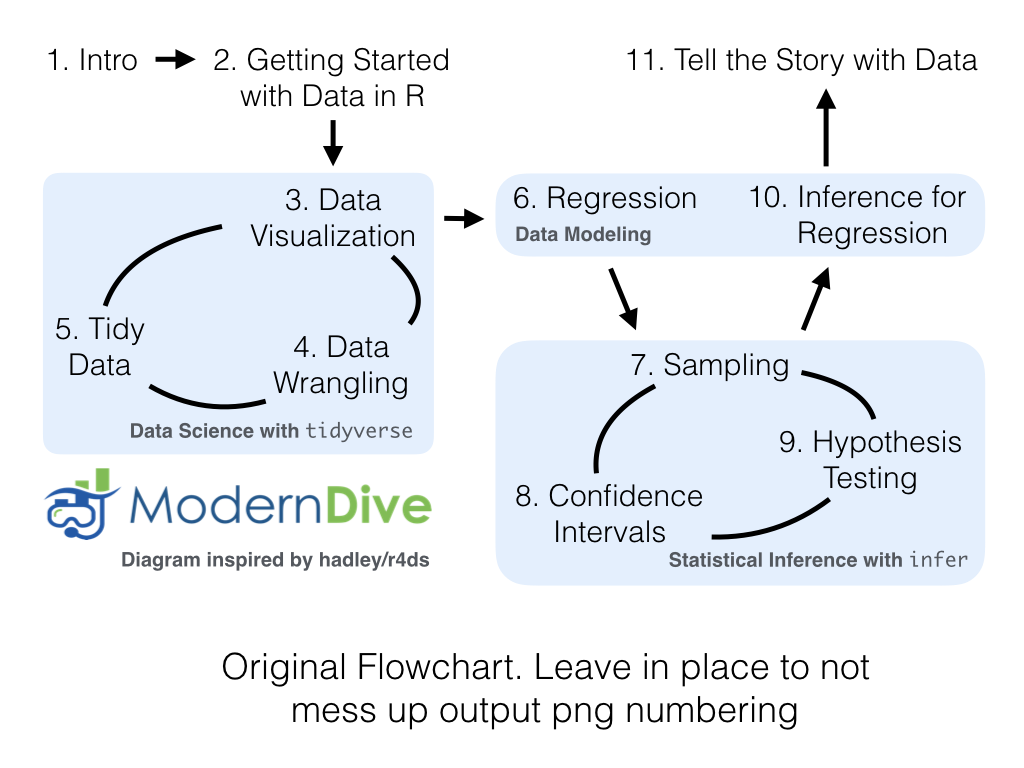 1. Intro
2. Getting Started
with Data in R
11. Tell the Story with Data
3. Data
Visualization
5. Tidy
Data
4. Data
Wrangling
Data Science with tidyverse
6. Regression
Data Modeling
10. Inference for
Regression
7. Sampling
9. Hypothesis
Testing
8. Confidence
Intervals
Statistical Inference with infer
ModernDive
Diagram inspired by hadley/r4ds
Original Flowchart. Leave in place to not
mess up output png numbering